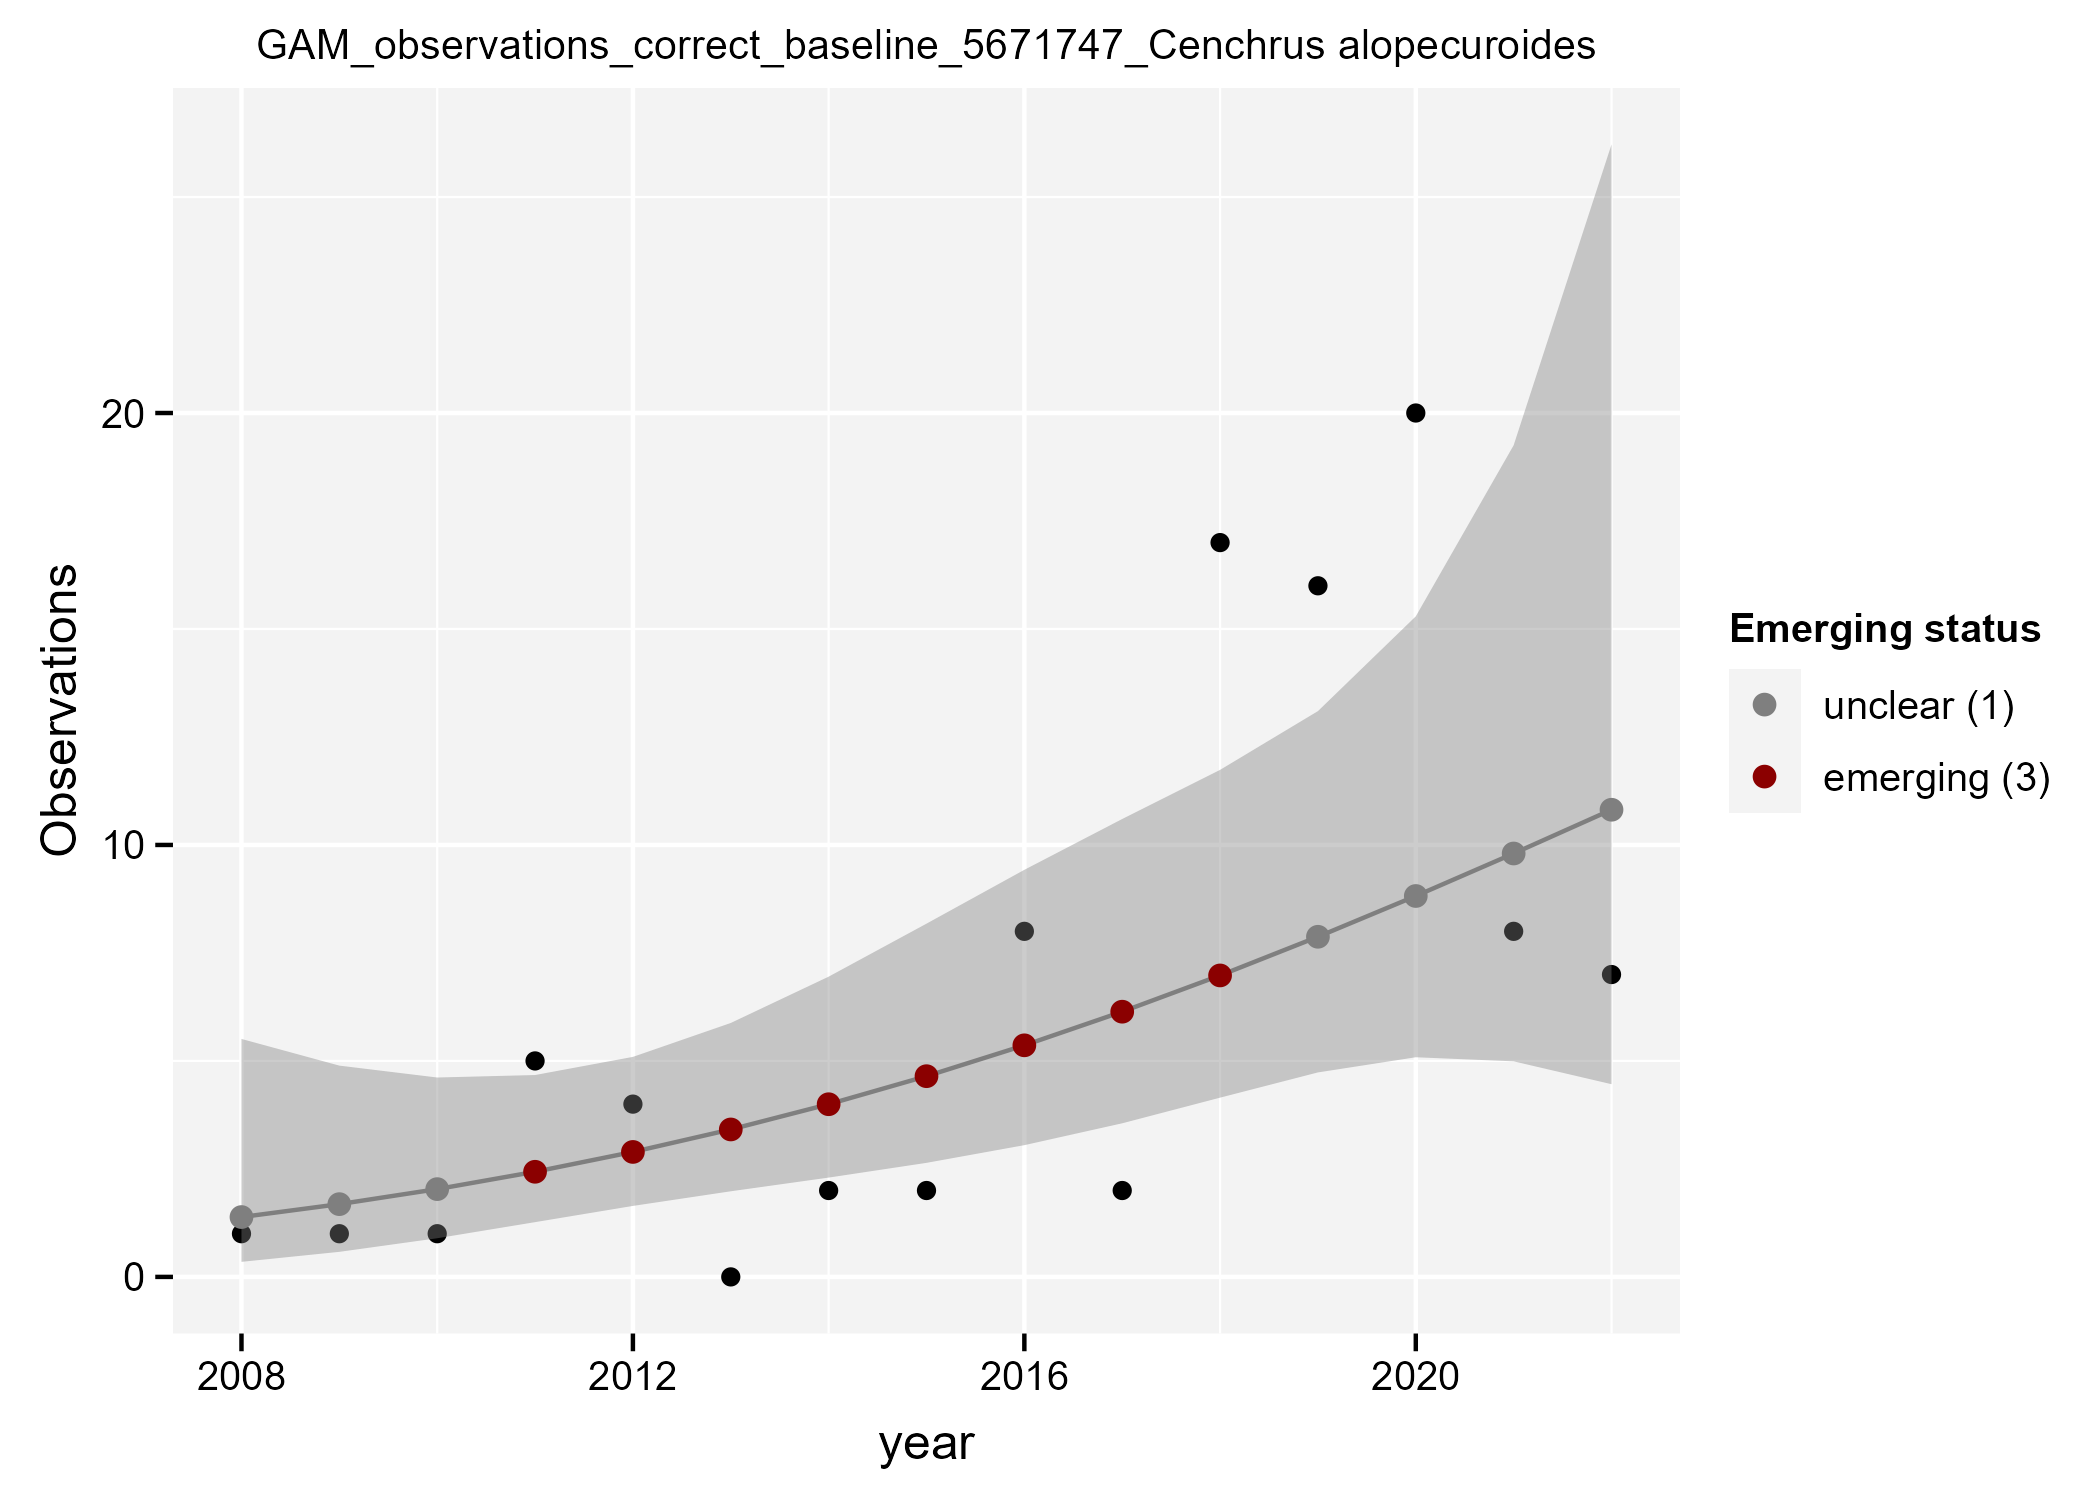 GAM_observations_correct_baseline_5671747_Cenchrus alopecuroides
Observations
20
10
0
2008
2012
2016
2020
year
Emerging status
unclear (1)
emerging (3)